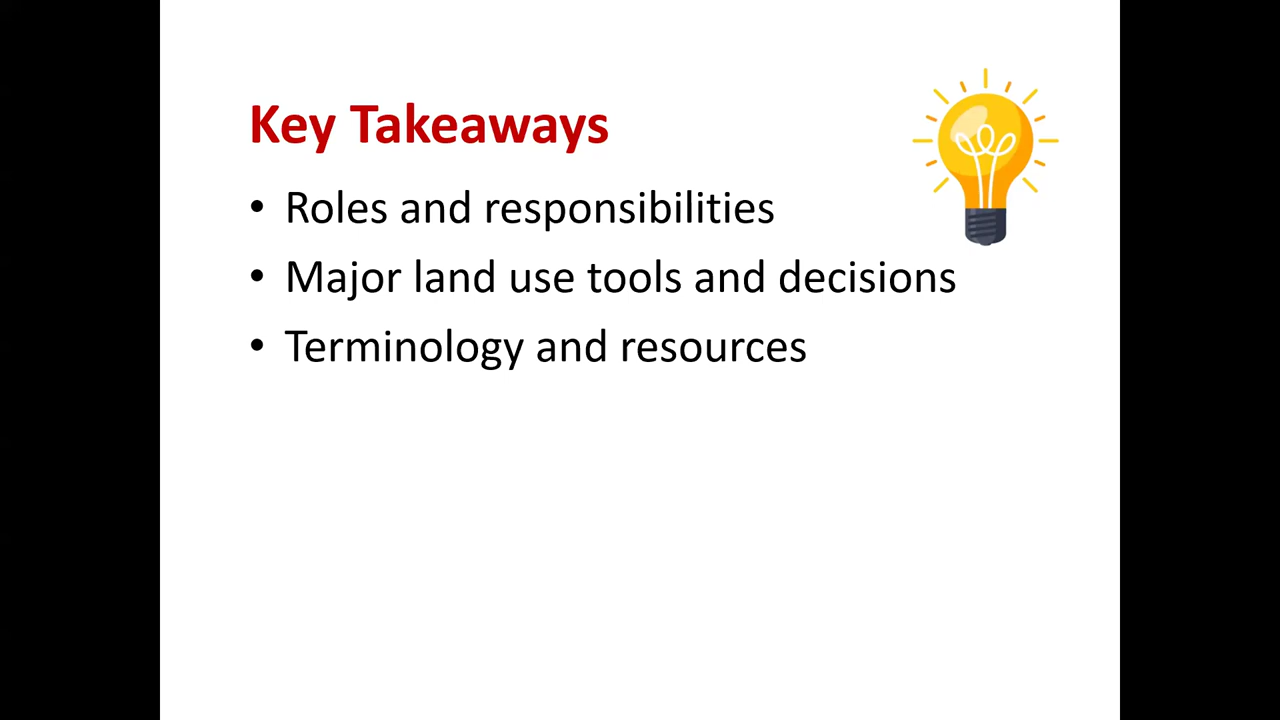 Key Takeaways
• Roles and responsibilities
• Major land use tools and decisions
• Terminology and resources